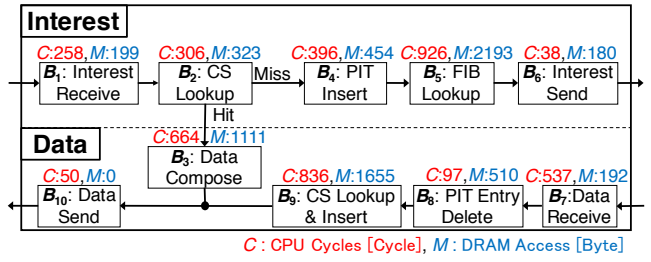 Interest
C:258,M:199
B1: Interest
Receive
C:306,M:323
B2: CS
Lookup
Miss
C:396,M:454
B4: PIT
Insert
C:926,M:2193
B5: FIB
Lookup
C:38,M:180
B6: Interest
Send
Hit
Data
C:664,M:1111
B3: Data
Compose
C:50,M:0
B10: Data
Send
C:836,M:1655
B9: CS Lookup
& Insert
C:97,M:510
B8: PIT Entry
Delete
C:537,M:192
B7:Data
Receive
C : CPU Cycles [Cycle], M : DRAM Access [Byte]